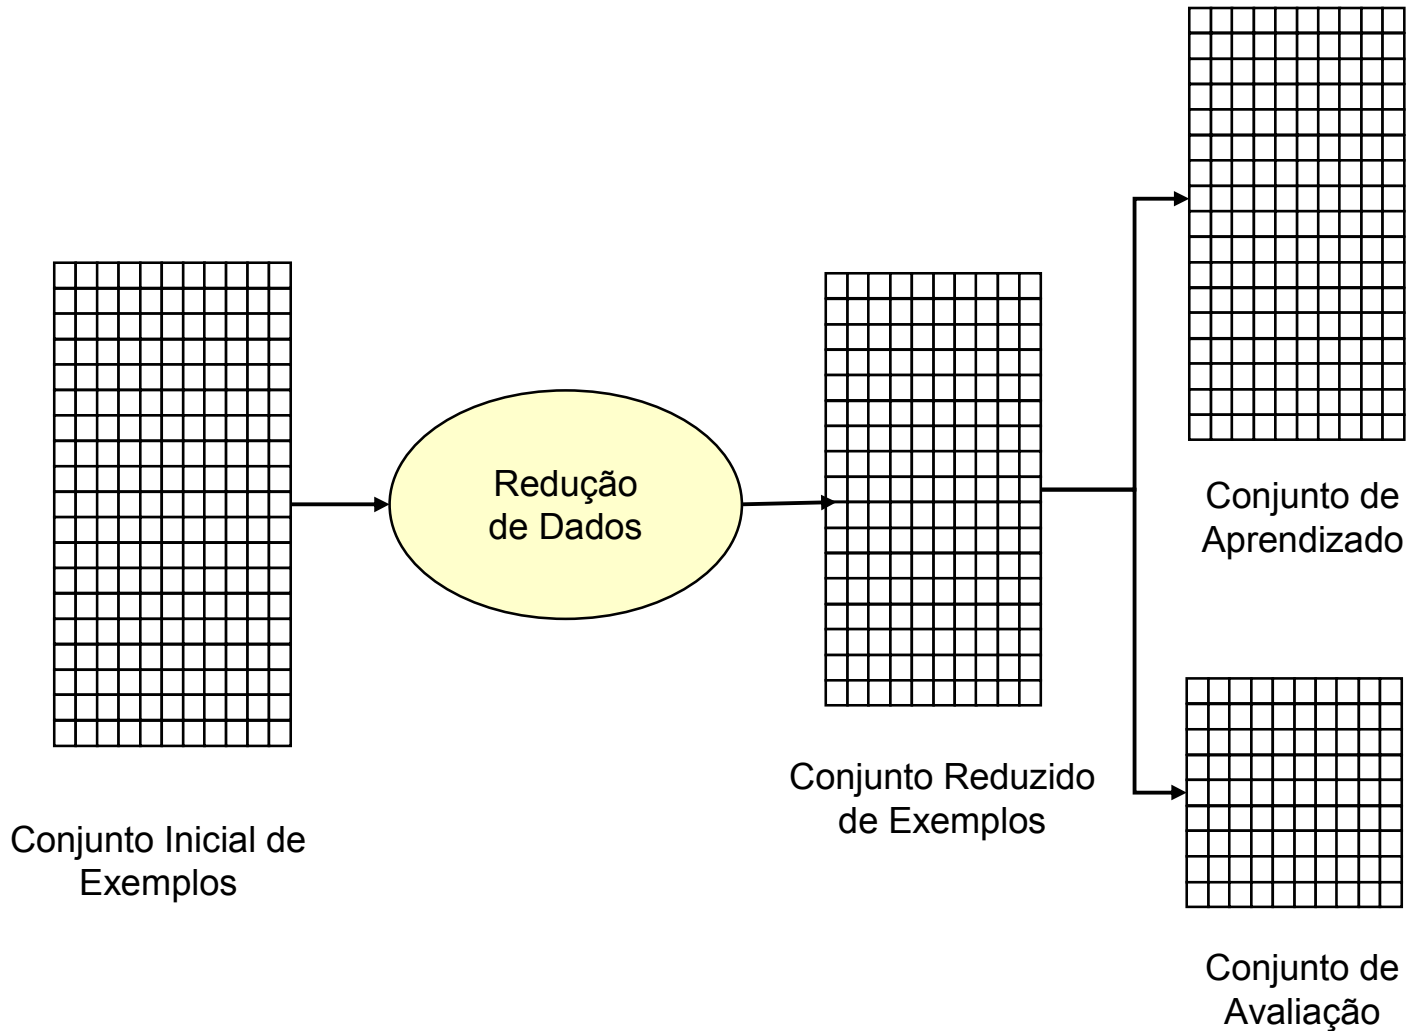 Conjunto Inicial de
Exemplos
Redução
de Dados
Conjunto Reduzido
de Exemplos
Conjunto de
Aprendizado
Conjunto de
Avaliação